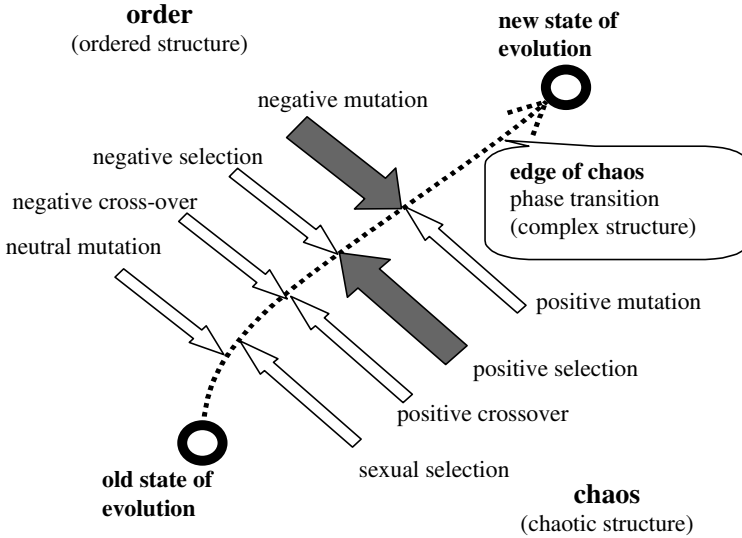 order
(ordered structure)
new state of
evolution
negative mutation
negative selection
edge of chaos
phase transition
(complex structure)
negative cross-over
neutral mutation
positive mutation
positive selection
positive crossover
sexual selection
old state of
evolution
chaos
(chaotic structure)